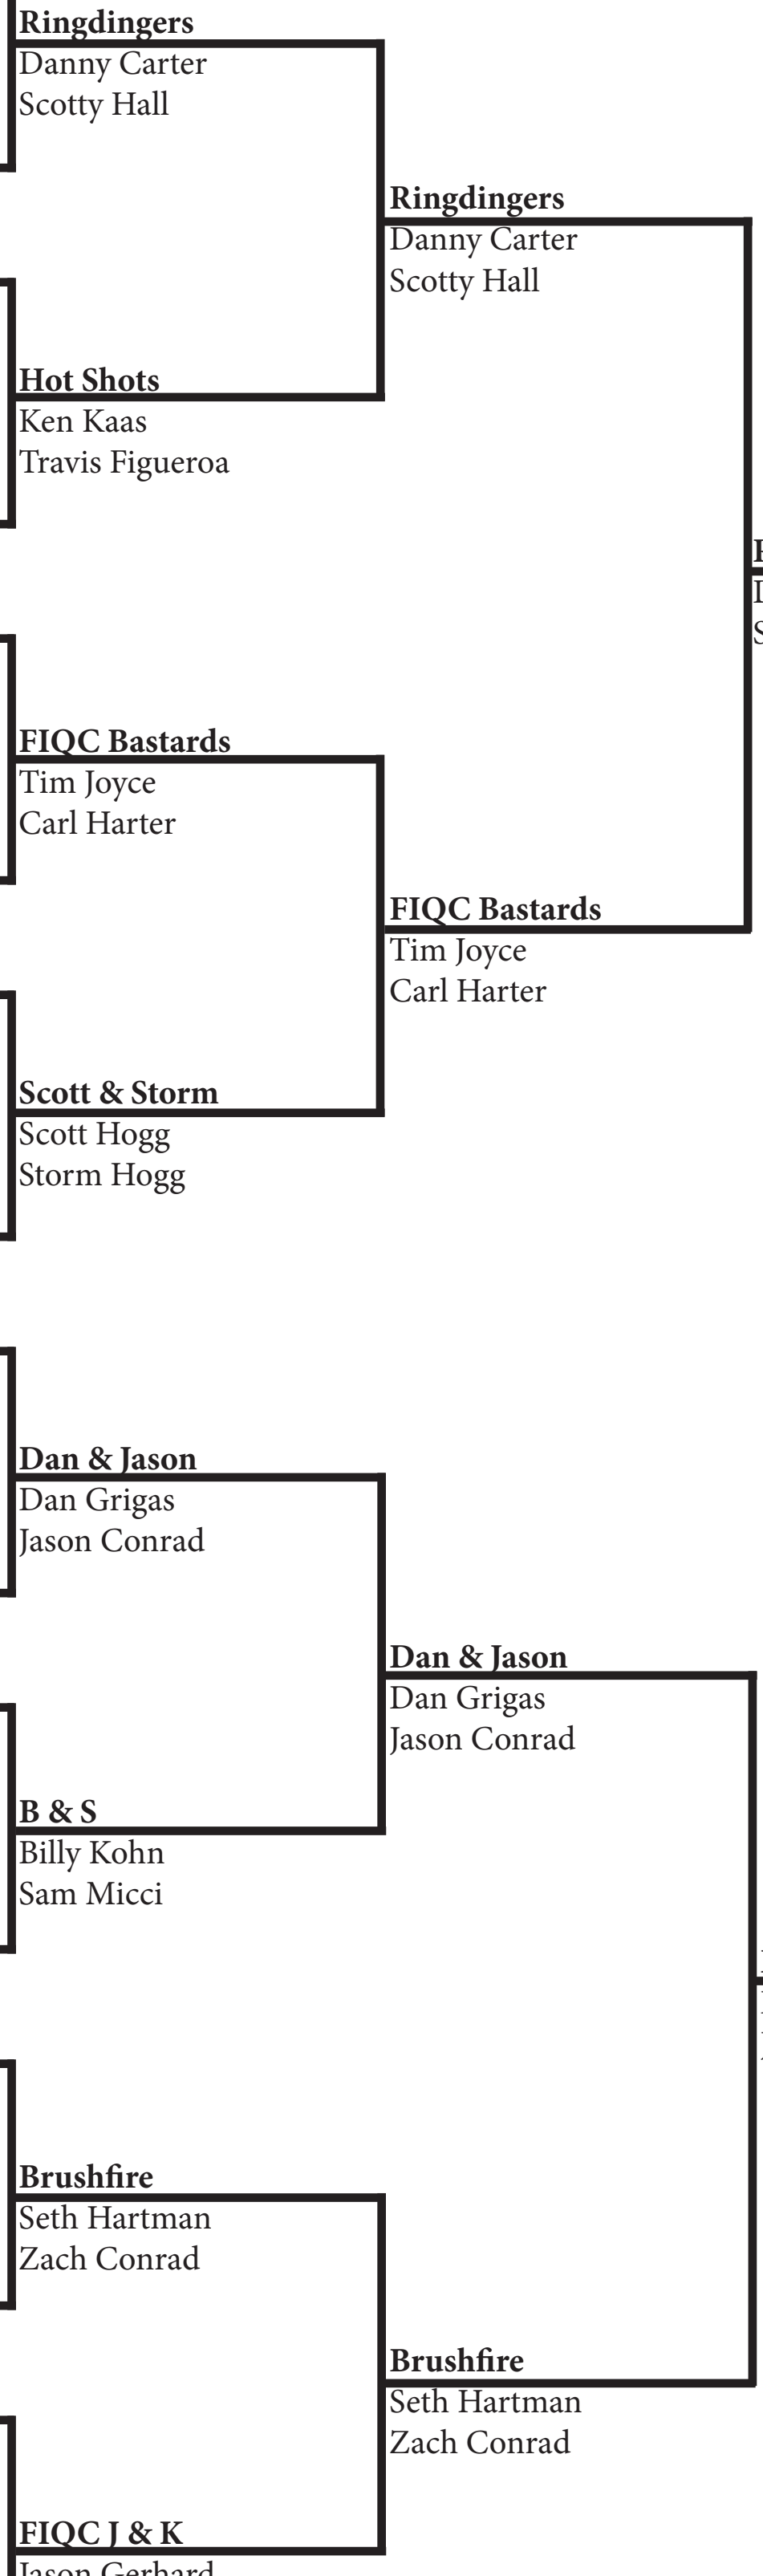 Ringdingers
Danny Carter
Scotty Hall
Ringdingers
Danny Carter
Scotty Hall
Hot Shots
Ken Kaas
Travis Figueroa
FIQC Bastards
Tim Joyce
Carl Harter
FIQC Bastards
Tim Joyce
Carl Harter
Scott & Storm
Scott Hogg
Storm Hogg
Dan & Jason
Dan Grigas
Jason Conrad
Dan & Jason
Dan Grigas
Jason Conrad
B & S
Billy Kohn
Sam Micci
Brushfire
Seth Hartman
Zach Conrad
Brushfire
Seth Hartman
Zach Conrad
FIQC J & K
Jason Gerhard